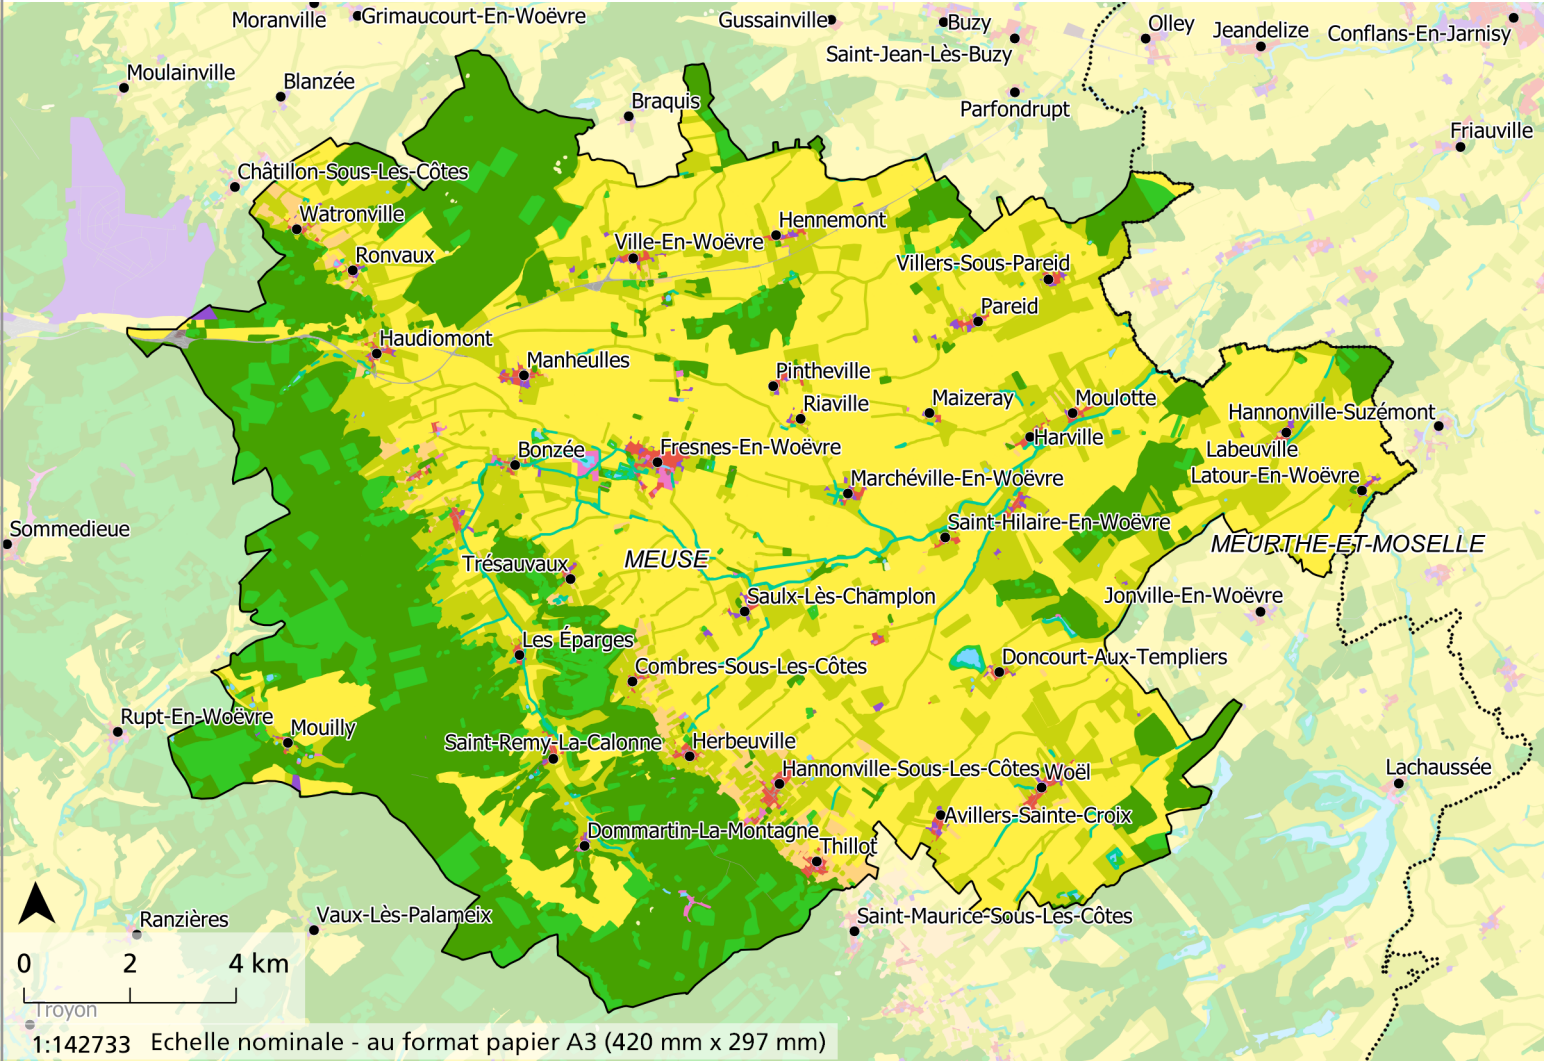 Moranville
Grimaucourt-En-Woëvre
Gussainville
Buzy
Saint-Jean-Lès-Buzy
Olley
Jeandelize
Conflans-En-Jarnisy
Moulainville
Blanzée
Braquis
Parfondrupt
Friauville
Châtillon-Sous-Les-Côtes
Watronville
Ronvaux
Ville-En-Woëvre
Hennemont
Villers-Sous-Pareid
Pareid
Haudiomont
Manheulles
Pintheville
Riaville
Maizeray
Moulotte
Hannonville-Suzémont
Harville
Labeuville
Latour-En-Woëvre
Bonzée
Fresnes-En-Woëvre
Marchéville-En-Woëvre
Saint-Hilaire-En-Woëvre
Sommedieue
MEUSE
MEURTHE-ET-MOSELLE
Trésauvaux
Saulx-Lès-Champlon
Jonville-En-Woëvre
Les Éparges
Combres-Sous-Les-Côtes
Doncourt-Aux-Templiers
Rupt-En-Woëvre
Mouilly
Saint-Remy-La-Calonne
Herbeuville
Hannonville-Sous-Les-Côtes
Woël
Lachaussée
Avillers-Sainte-Croix
Dommartin-La-Montagne
Thillot
Ranzières
Vaux-Lès-Palameix
Saint-Maurice-Sous-Les-Côtes
0 2 4 km
Troyon
1:142733 Echelle nominale - au format papier A3 (420 mm x 297 mm)